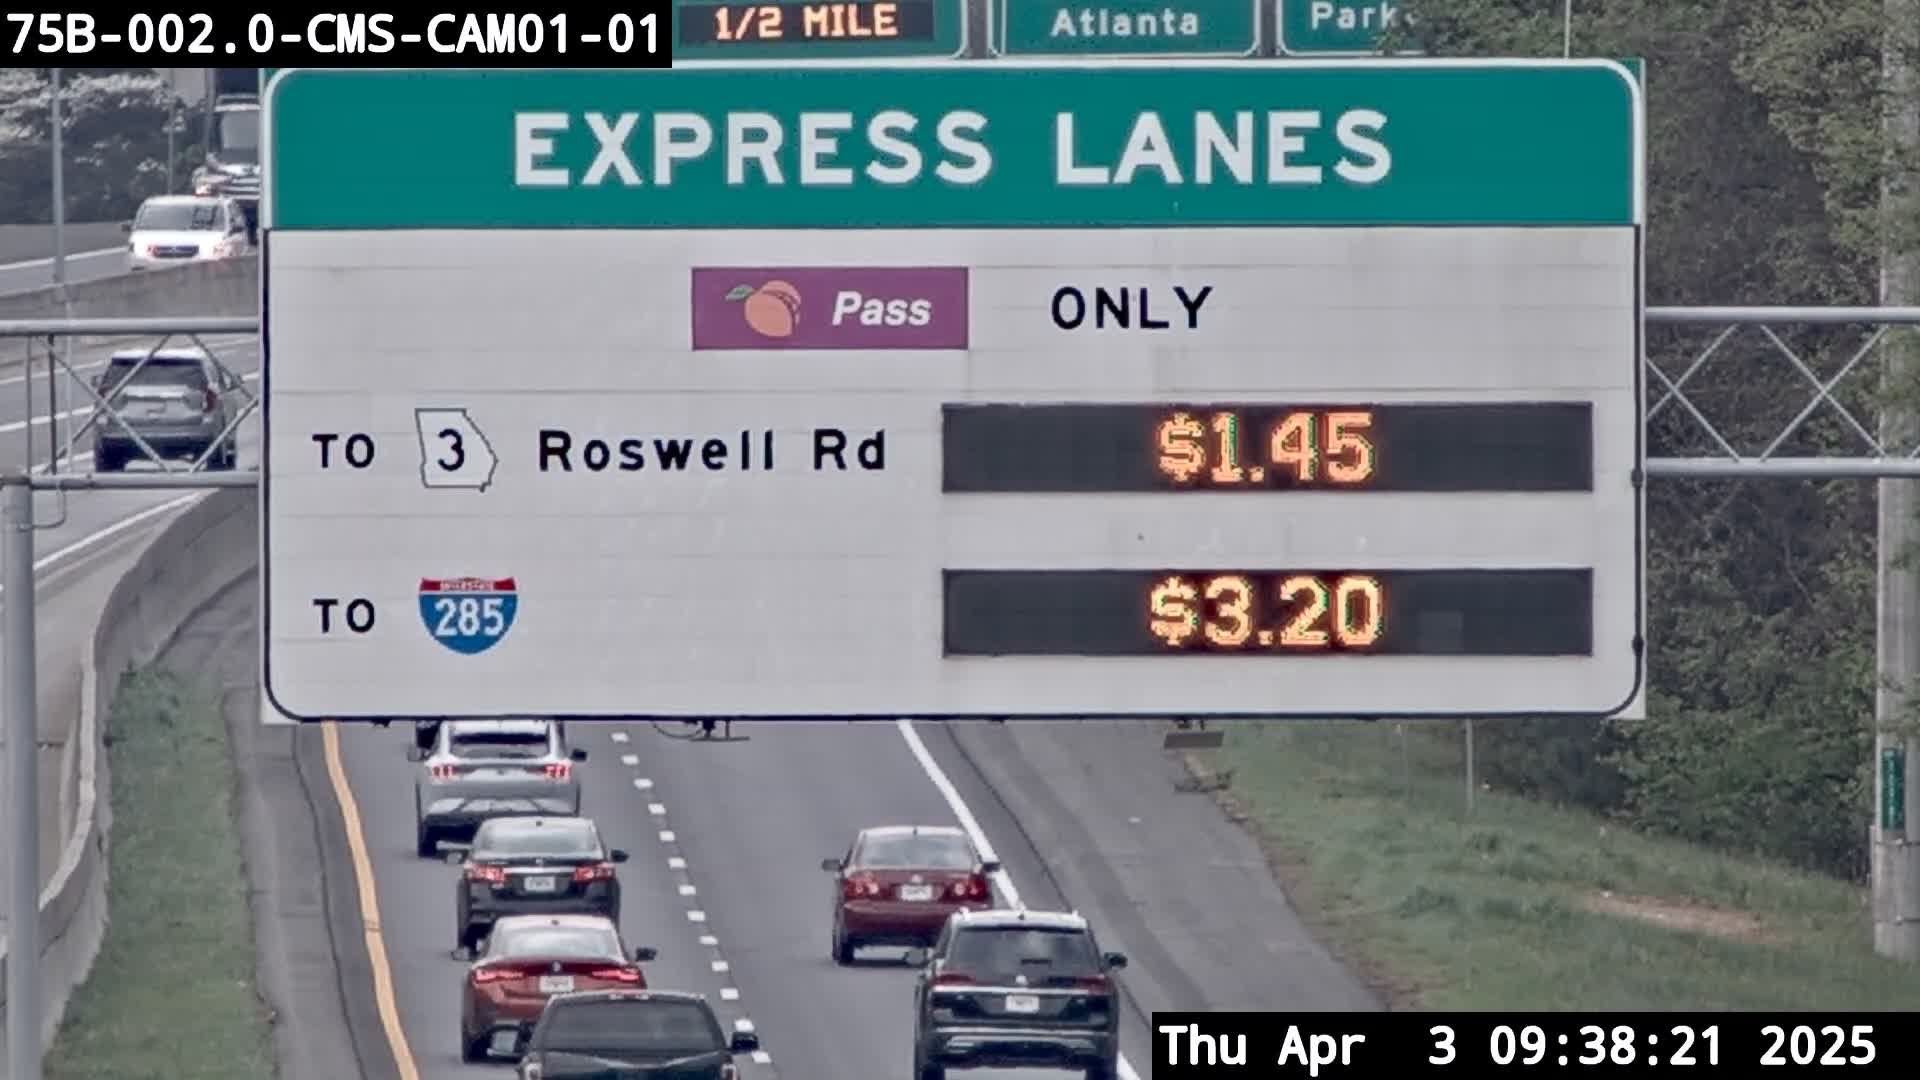 75B-002.0-CMS-CAM01-01
1/2 MILE
Atlanta
EXPRESS LANES
Pass ONLY
TO 3 Roswell Rd $1.45
TO INTERSTATE 285 $3.20
Thu Apr 3 09:38:21 2025